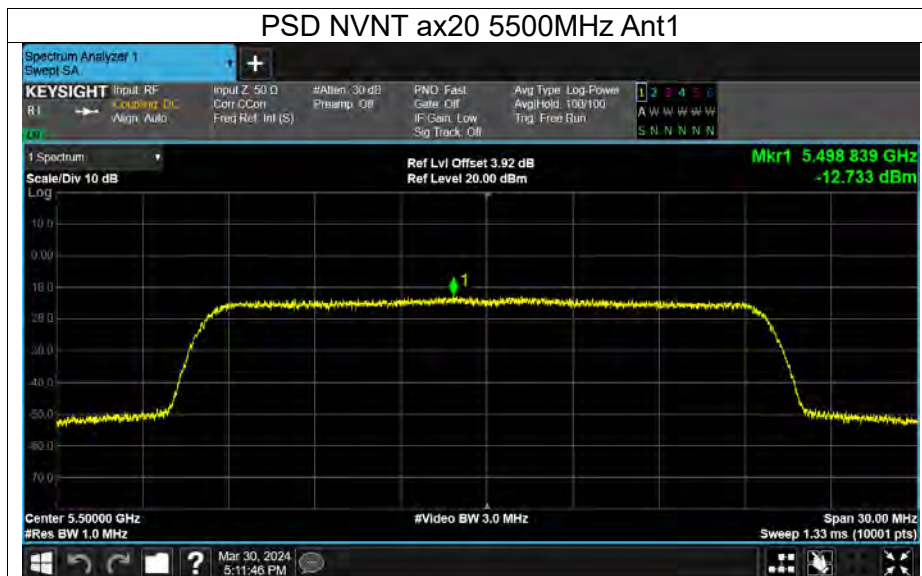 PSD NVNT ax20 5500MHz Ant1
Spectrum Analyzer 1
Swept SA
+
KEYSIGHT Input: RF Input Z: 50 Ω #Atten: 30 dB PNO: Fast Avg Type: Log-Power 1 2 3 4 5 6
Coupling: DC Corr CCorr Preamp: Off Gate: Off Avg|Hold: 100/100 A W W W W W
Align: Auto Freq Ref: Int (S) IF Gain: Low Trig: Free Run
Sig Track: Off S N N N N N
1 Spectrum Ref Lvl Offset 3.92 dB Mkr1 5.498 839 GHz
Scale/Div 10 dB Ref Level 20.00 dBm -12.733 dBm
Log
10.0
0.00
-10.0
1
-20.0
-30.0
-40.0
-50.0
-60.0
-70.0
Center 5.50000 GHz #Video BW 3.0 MHz Span 30.00 MHz
#Res BW 1.0 MHz Sweep 1.33 ms (10001 pts)
? Mar 30, 2024
5:11:46 PM